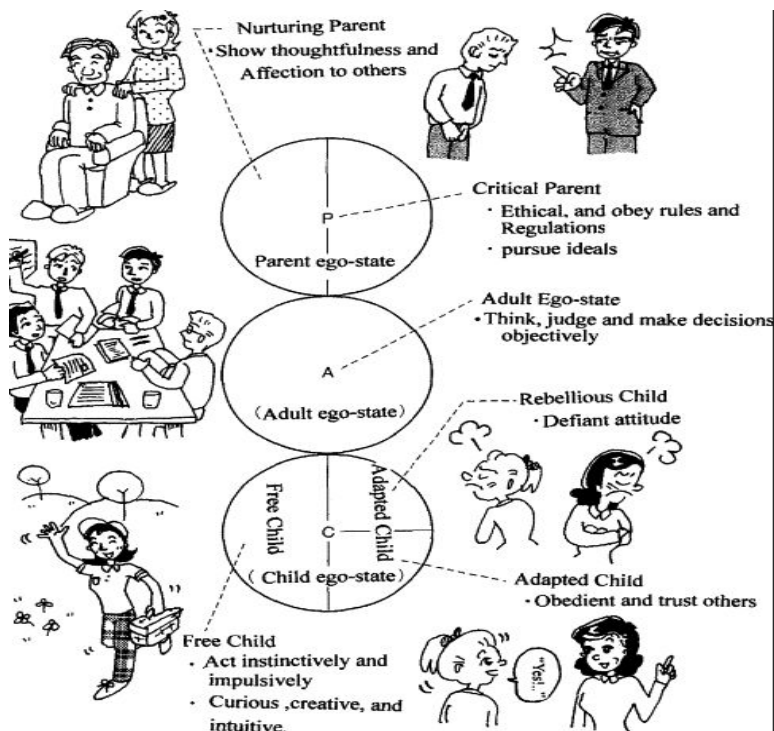 Nurturing Parent
· Show thoughtfulness and
Affection to others
Critical Parent
· Ethical, and obey rules and
Regulations
· pursue ideals
P
Parent ego-state
Adult Ego-state
· Think, judge and make decisions
objectively
A
(Adult ego-state)
Rebellious Child
· Defiant attitude
Free Child
Adapted Child
C
(Child ego-state)
Adapted Child
· Obedient and trust others
Free Child
· Act instinctively and
impulsively
· Curious ,creative, and
intuitive.
"Yes!..."